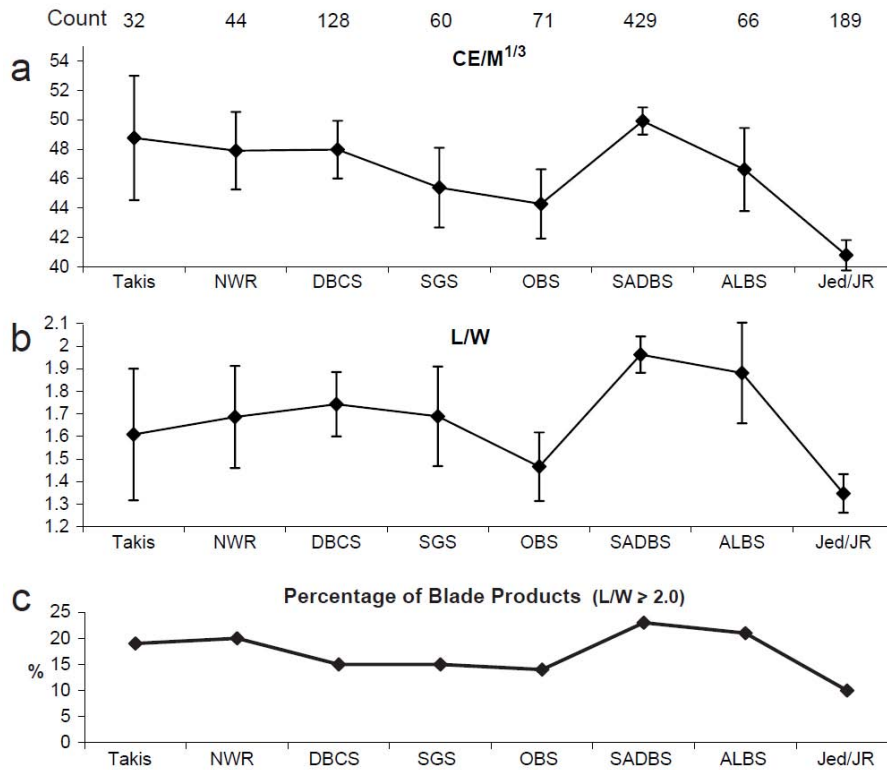 Count 32 44 128 60 71 429 66 189
a
CE/M1/3
54
52
50
48
46
44
42
40
Takis NWR DBCS SGS OBS SADBS ALBS Jed/JR
b
L/W
2.1
2
1.9
1.8
1.7
1.6
1.5
1.4
1.3
1.2
Takis NWR DBCS SGS OBS SADBS ALBS Jed/JR
c
Percentage of Blade Products (L/W ≥ 2.0)
25
20
%
15
10
5
0
Takis NWR DBCS SGS OBS SADBS ALBS Jed/JR